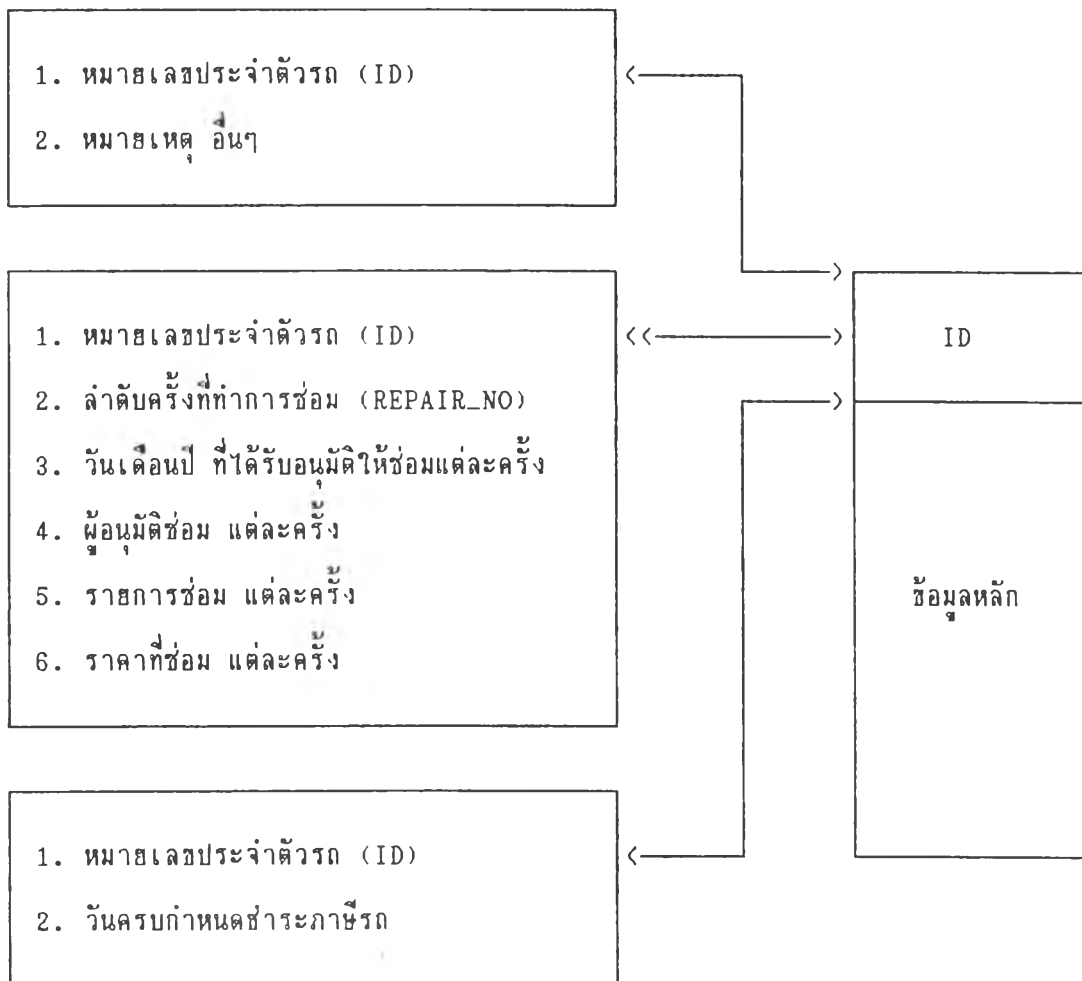 1. หมายเลขประจำตัวรถ (ID)
2. หมายเหตุ อื่นๆ
1. หมายเลขประจำตัวรถ (ID)
2. ลำดับครั้งที่ทำการซ่อม (REPAIR_NO)
3. วันเดือนปี ที่ได้รับอนุมัติให้ซ่อมแต่ละครั้ง
4. ผู้อนุมัติซ่อม แต่ละครั้ง
5. รายการซ่อม แต่ละครั้ง
6. ราคาที่ซ่อม แต่ละครั้ง
1. หมายเลขประจำตัวรถ (ID)
2. วันครบกำหนดชำระภาษีรถ
ID
ข้อมูลหลัก